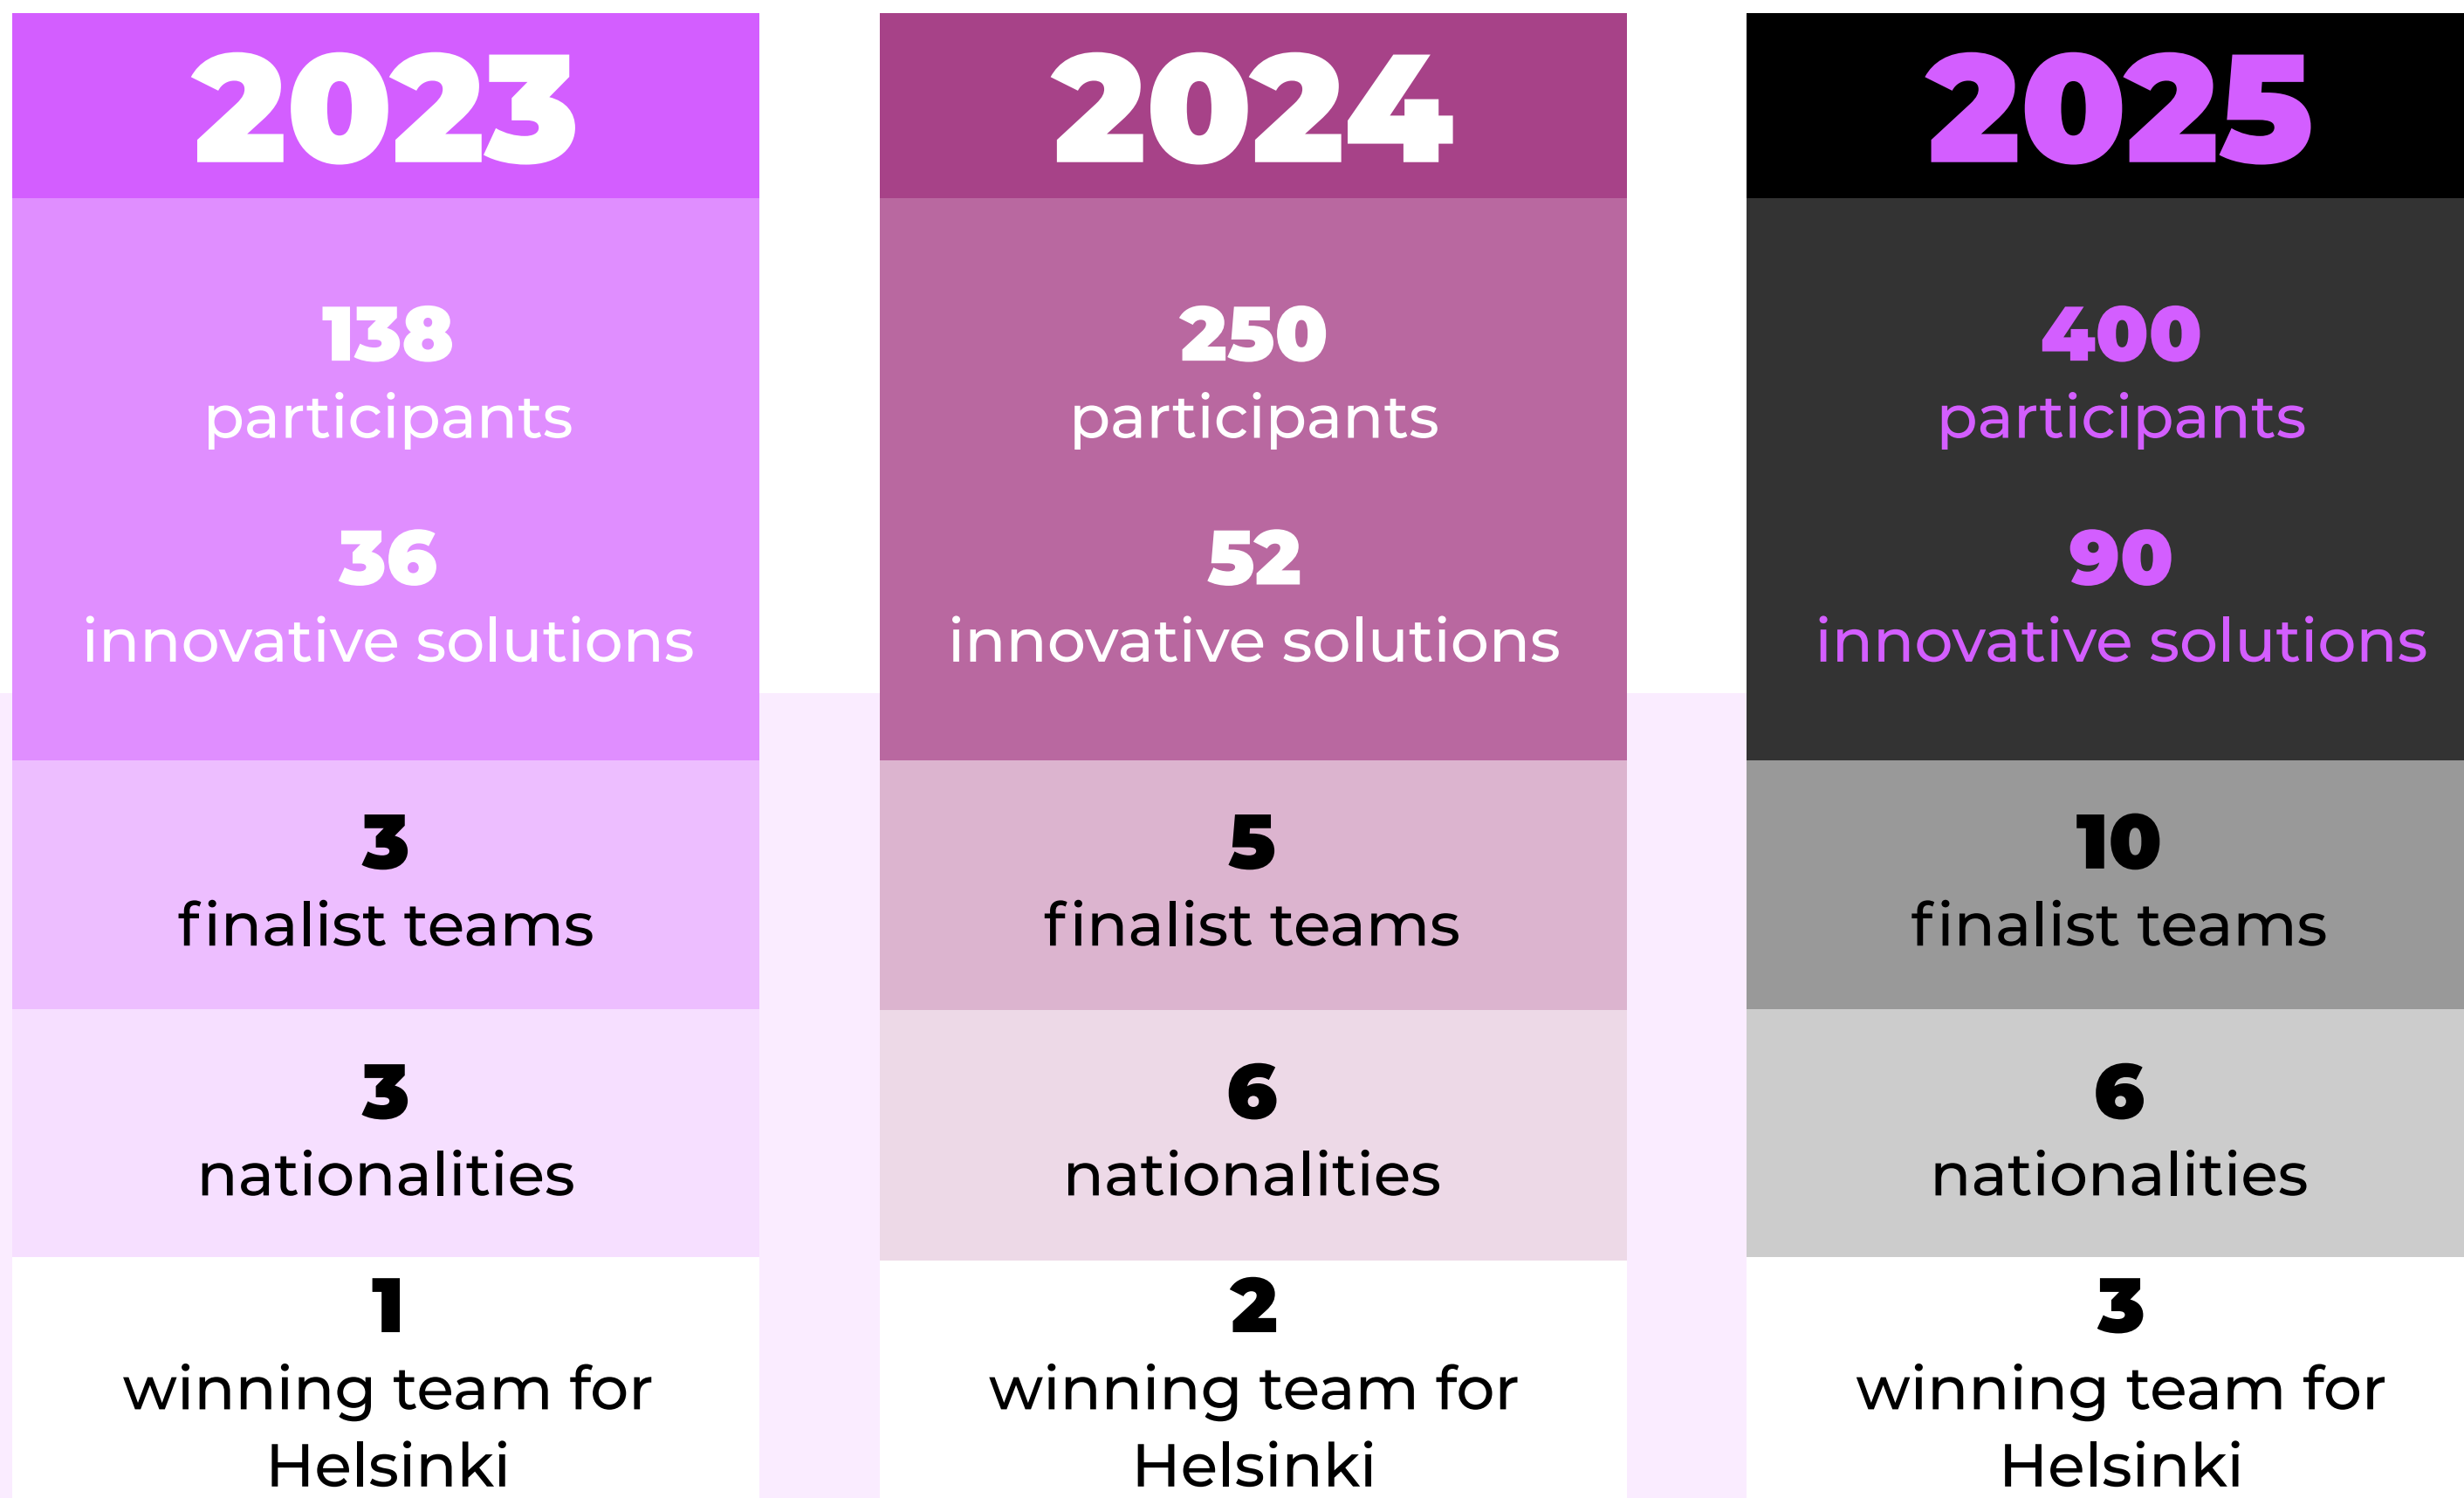 2023
138
participants
36
innovative solutions
3
finalist teams
3
nationalities
1
winning team for
Helsinki
2024
250
participants
52
innovative solutions
5
finalist teams
6
nationalities
2
winning team for
Helsinki
2025
400
participants
90
innovative solutions
10
finalist teams
6
nationalities
3
winning team for
Helsinki